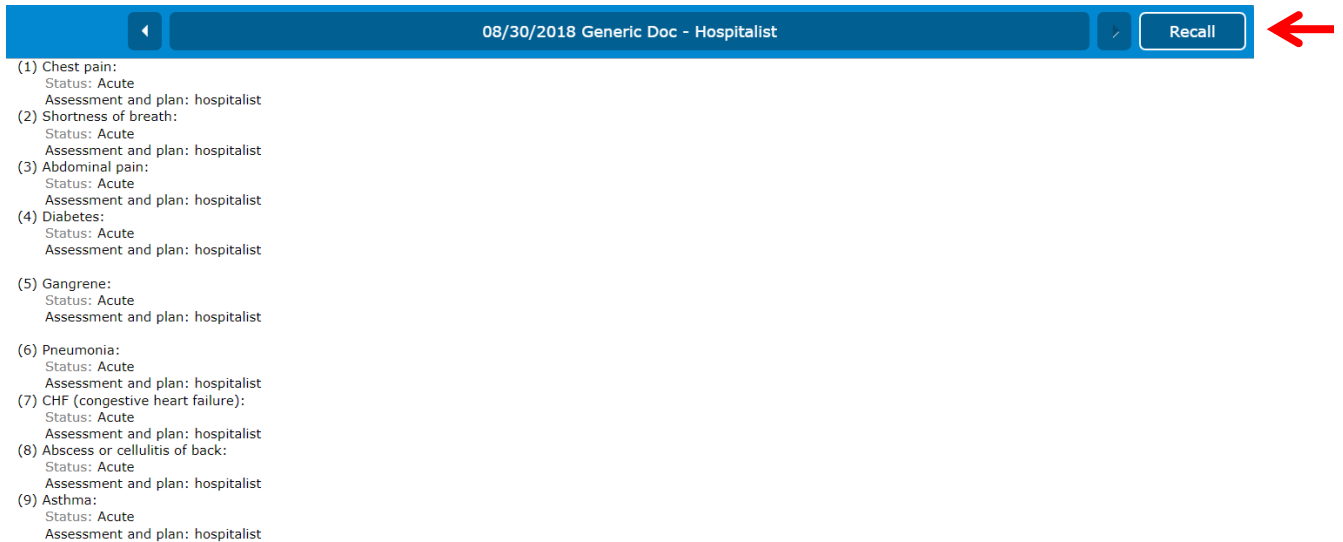 08/30/2018 Generic Doc - Hospitalist
Recall
(1) Chest pain:
Status: Acute
Assessment and plan: hospitalist
(2) Shortness of breath:
Status: Acute
Assessment and plan: hospitalist
(3) Abdominal pain:
Status: Acute
Assessment and plan: hospitalist
(4) Diabetes:
Status: Acute
Assessment and plan: hospitalist
(5) Gangrene:
Status: Acute
Assessment and plan: hospitalist
(6) Pneumonia:
Status: Acute
Assessment and plan: hospitalist
(7) CHF (congestive heart failure):
Status: Acute
Assessment and plan: hospitalist
(8) Abscess or cellulitis of back:
Status: Acute
Assessment and plan: hospitalist
(9) Asthma:
Status: Acute
Assessment and plan: hospitalist